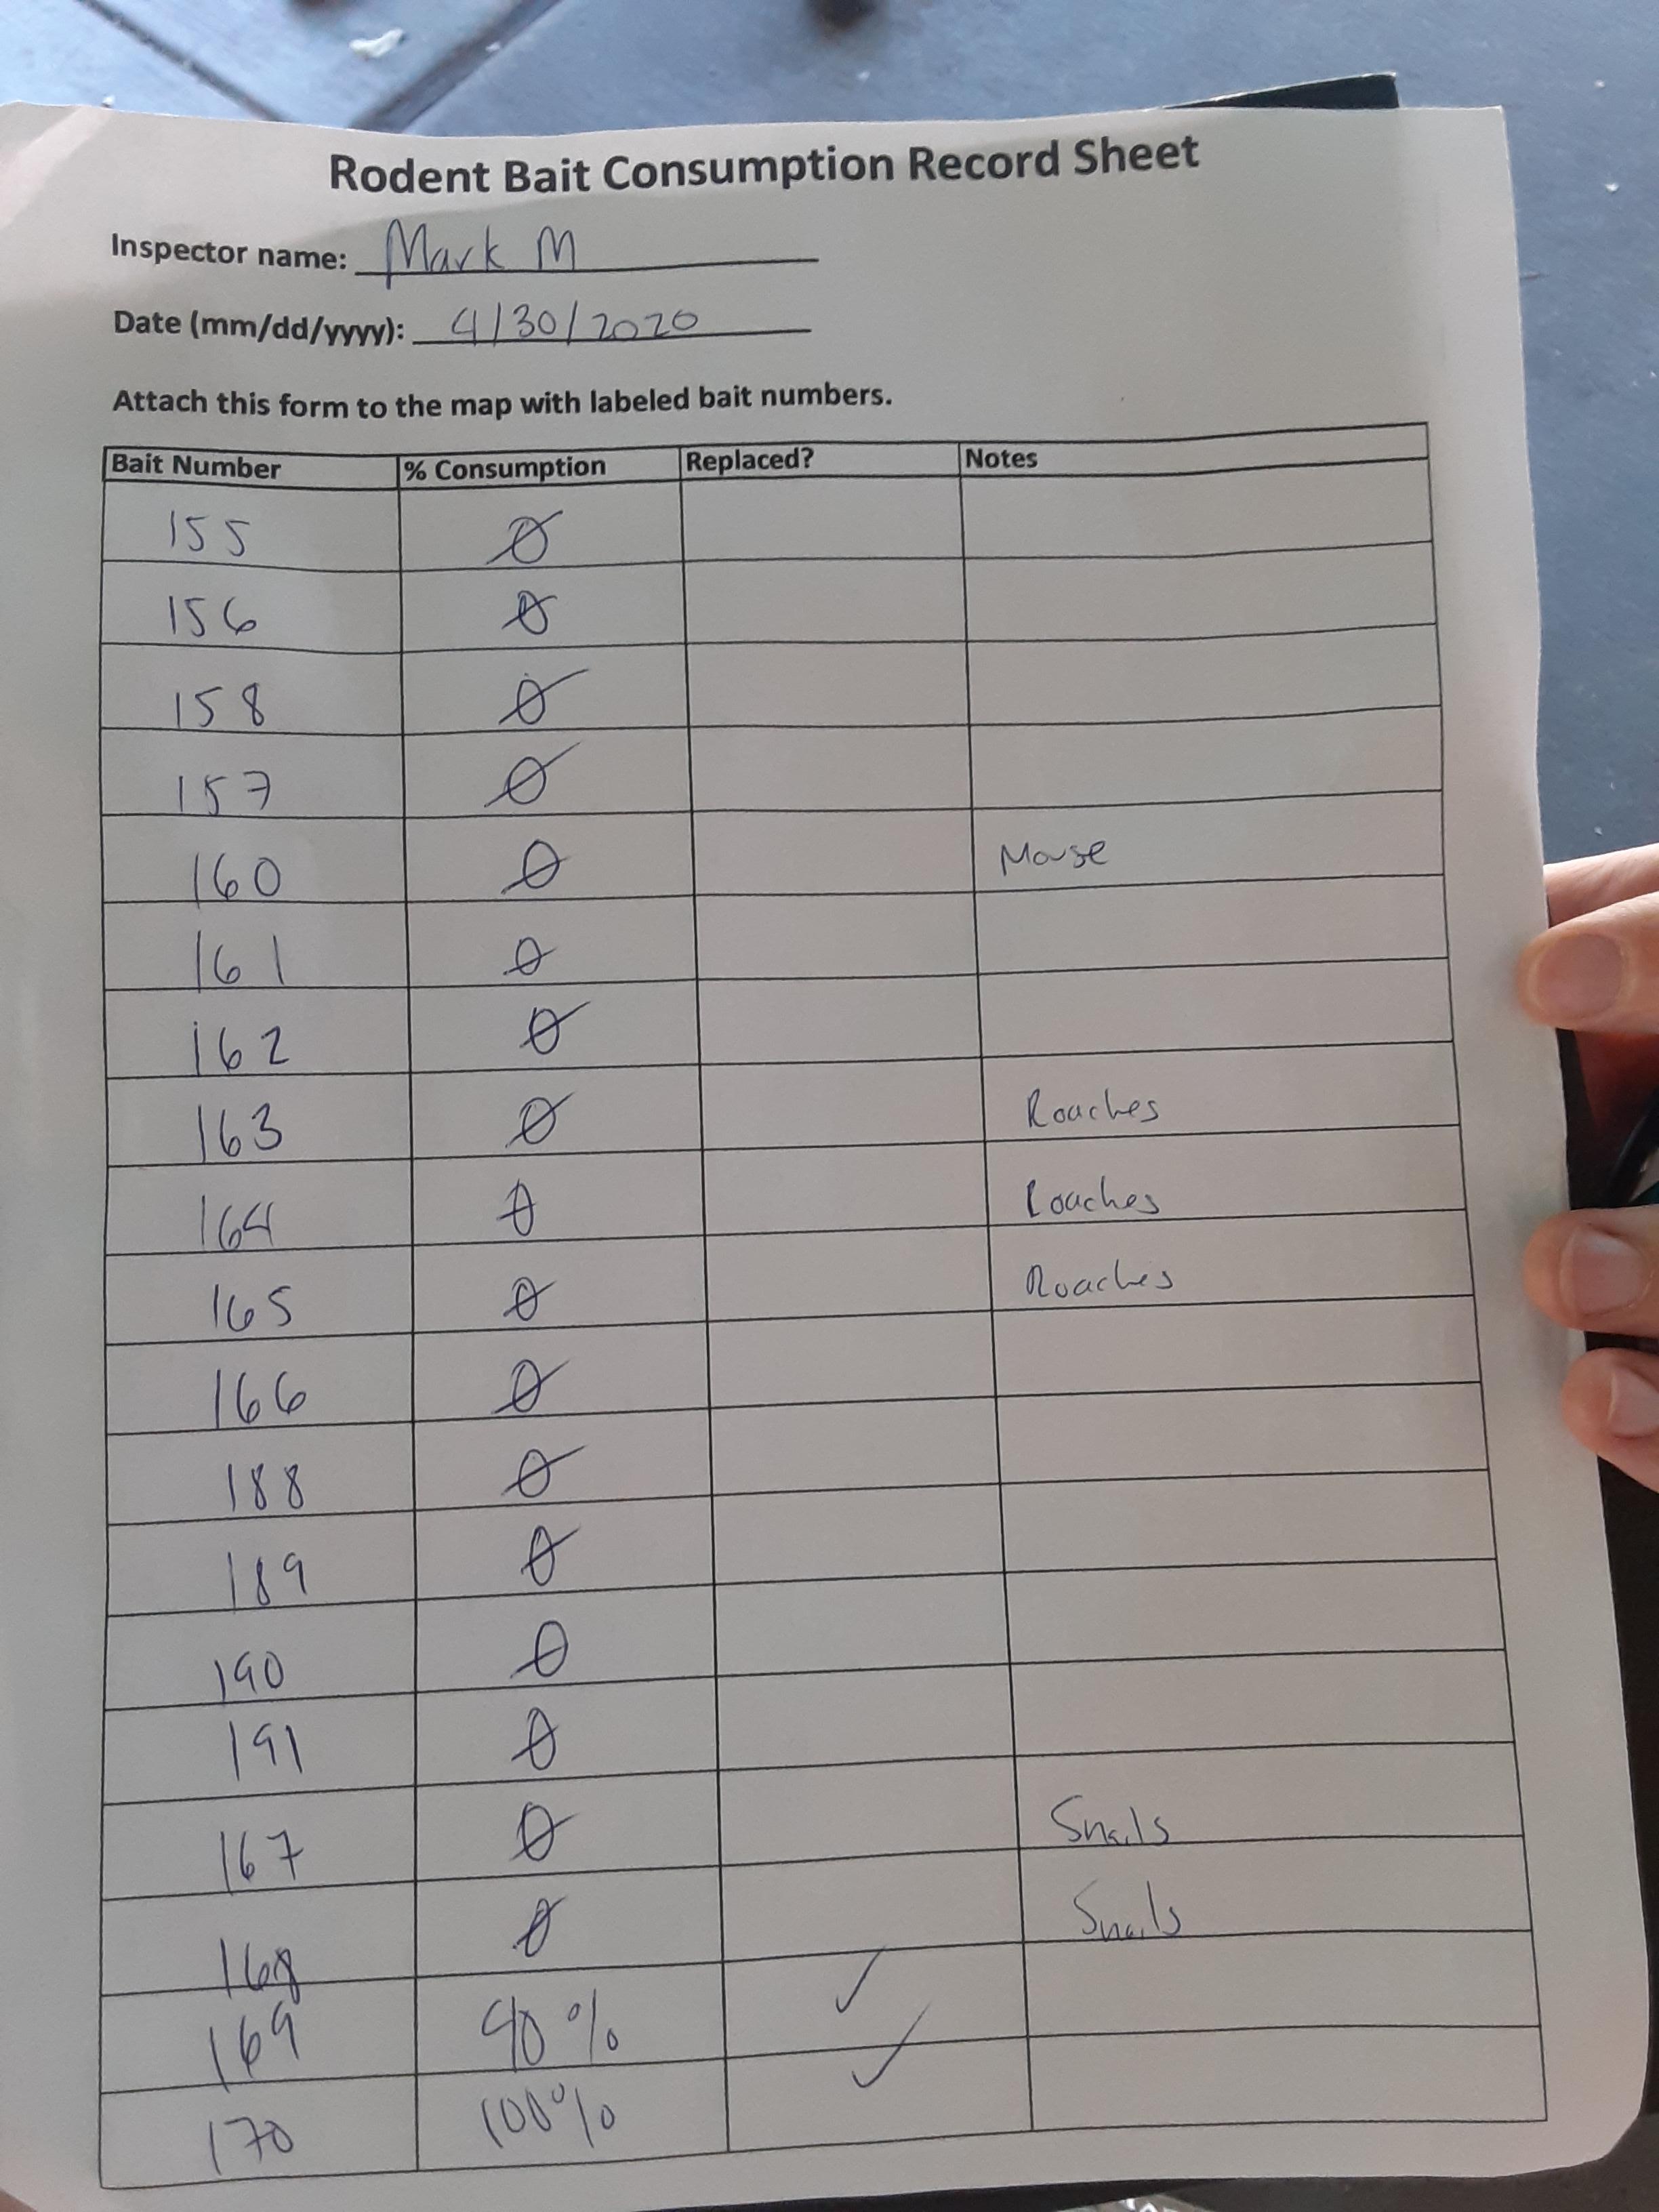 Rodent Bait Consumption Record Sheet
Inspector name: Mark M
Date (mm/dd/yyyy): 4/30/2020
Attach this form to the map with labeled bait numbers.
Bait Number % Consumption Replaced? Notes
155 Ø
156 Ø
158 Ø
157 Ø
160 Ø Mouse
161 Ø
162 Ø
163 Ø Roaches
164 Ø Roaches
165 Ø Roaches
166 Ø
188 Ø
189 Ø
190 Ø
191 Ø
167 Ø Snails
168 Ø Snails
169 40% ✓
170 100% ✓